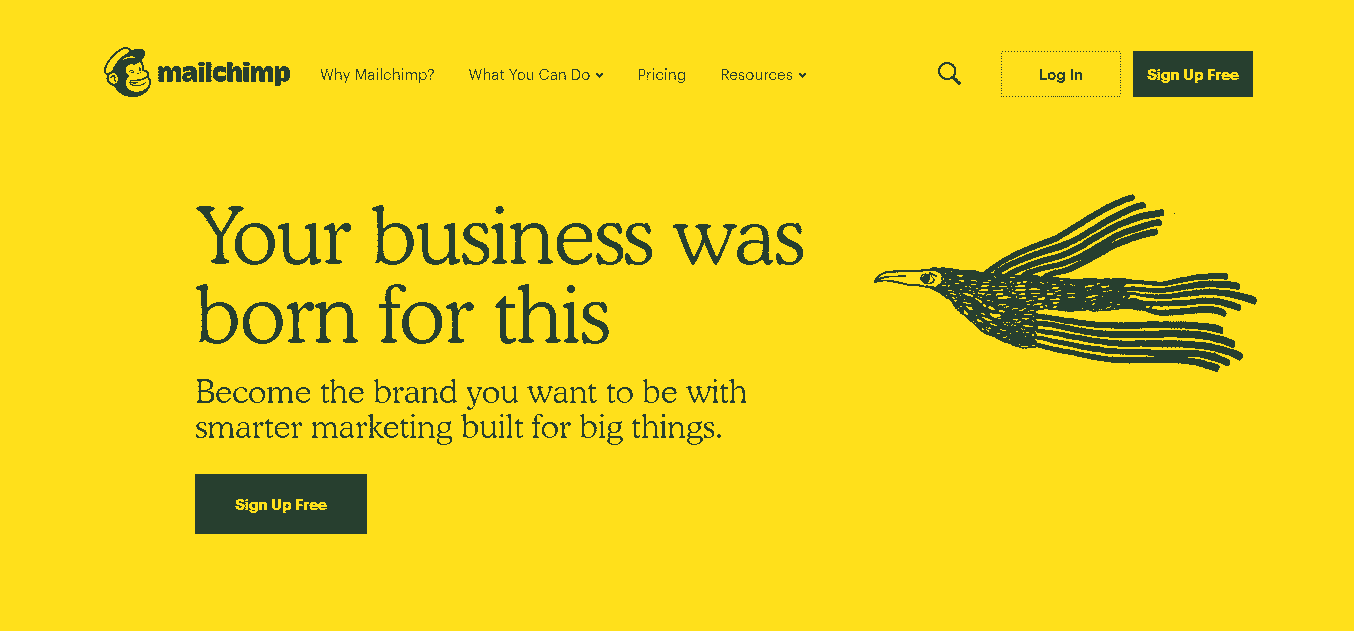 mailchimp
Why Mailchimp?
What You Can Do
Pricing
Resources
Log In
Sign Up Free
Your business was
born for this
Become the brand you want to be with
smarter marketing built for big things.
Sign Up Free